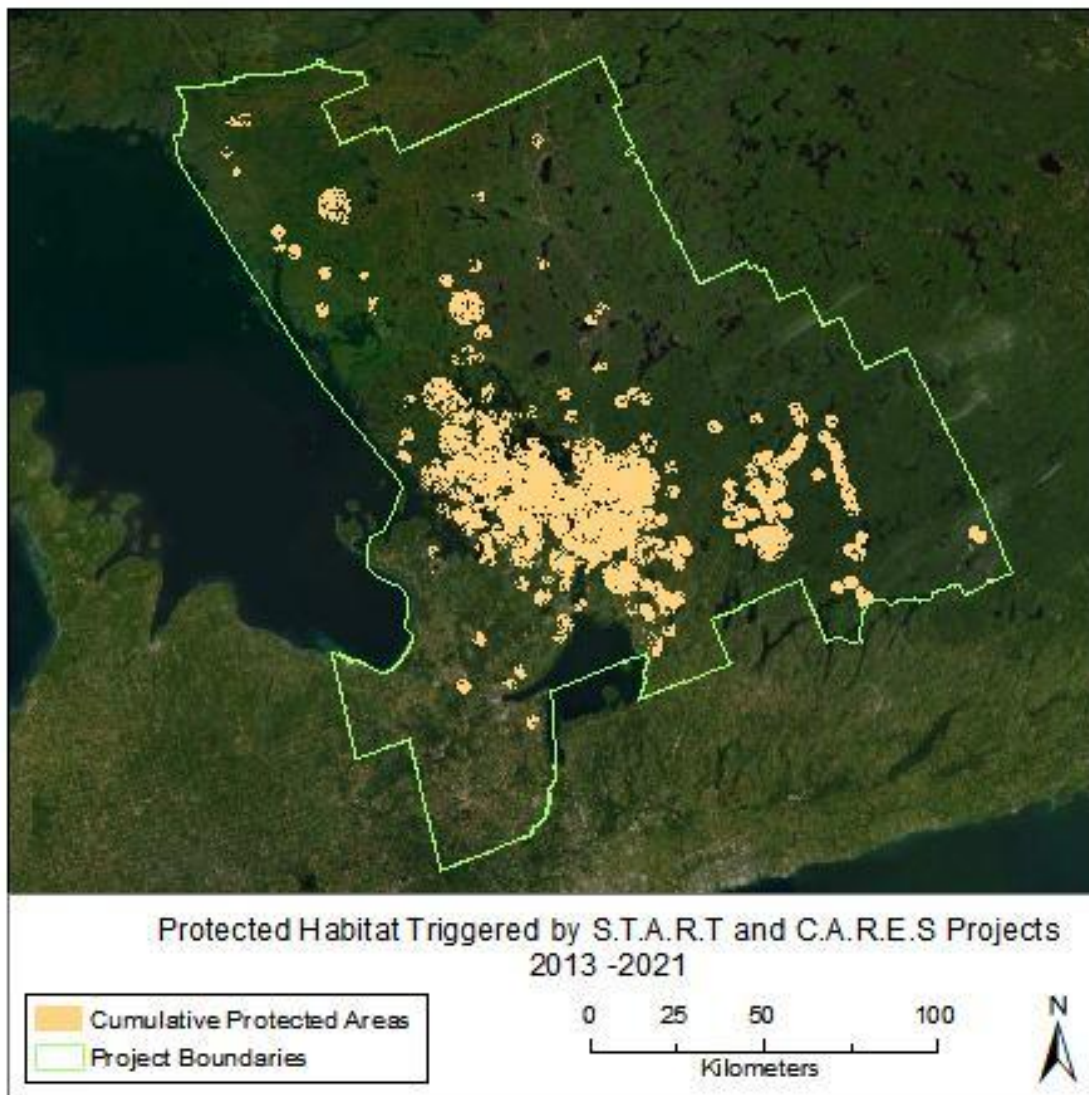 Protected Habitat Triggered by S.T.A.R.T and C.A.R.E.S Projects
2013 -2021
Cumulative Protected Areas
Project Boundaries
0 25 50 100
Kilometers
N